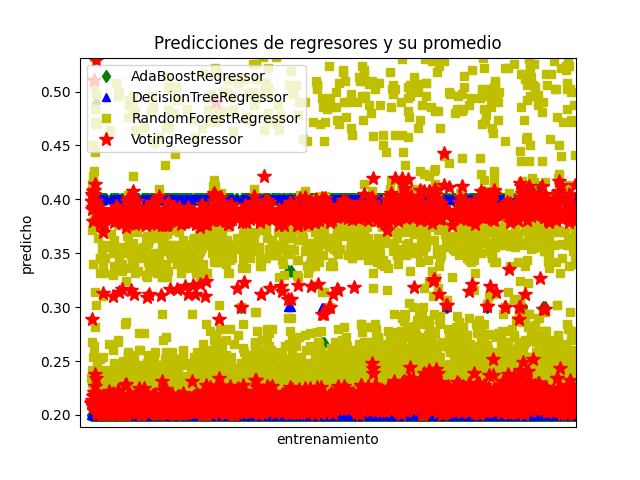 Predicciones de regresores y su promedio
AdaBoostRegressor
DecisionTreeRegressor
RandomForestRegressor
VotingRegressor
0.50
0.45
0.40
0.35
0.30
0.25
0.20
predicho
entrenamiento